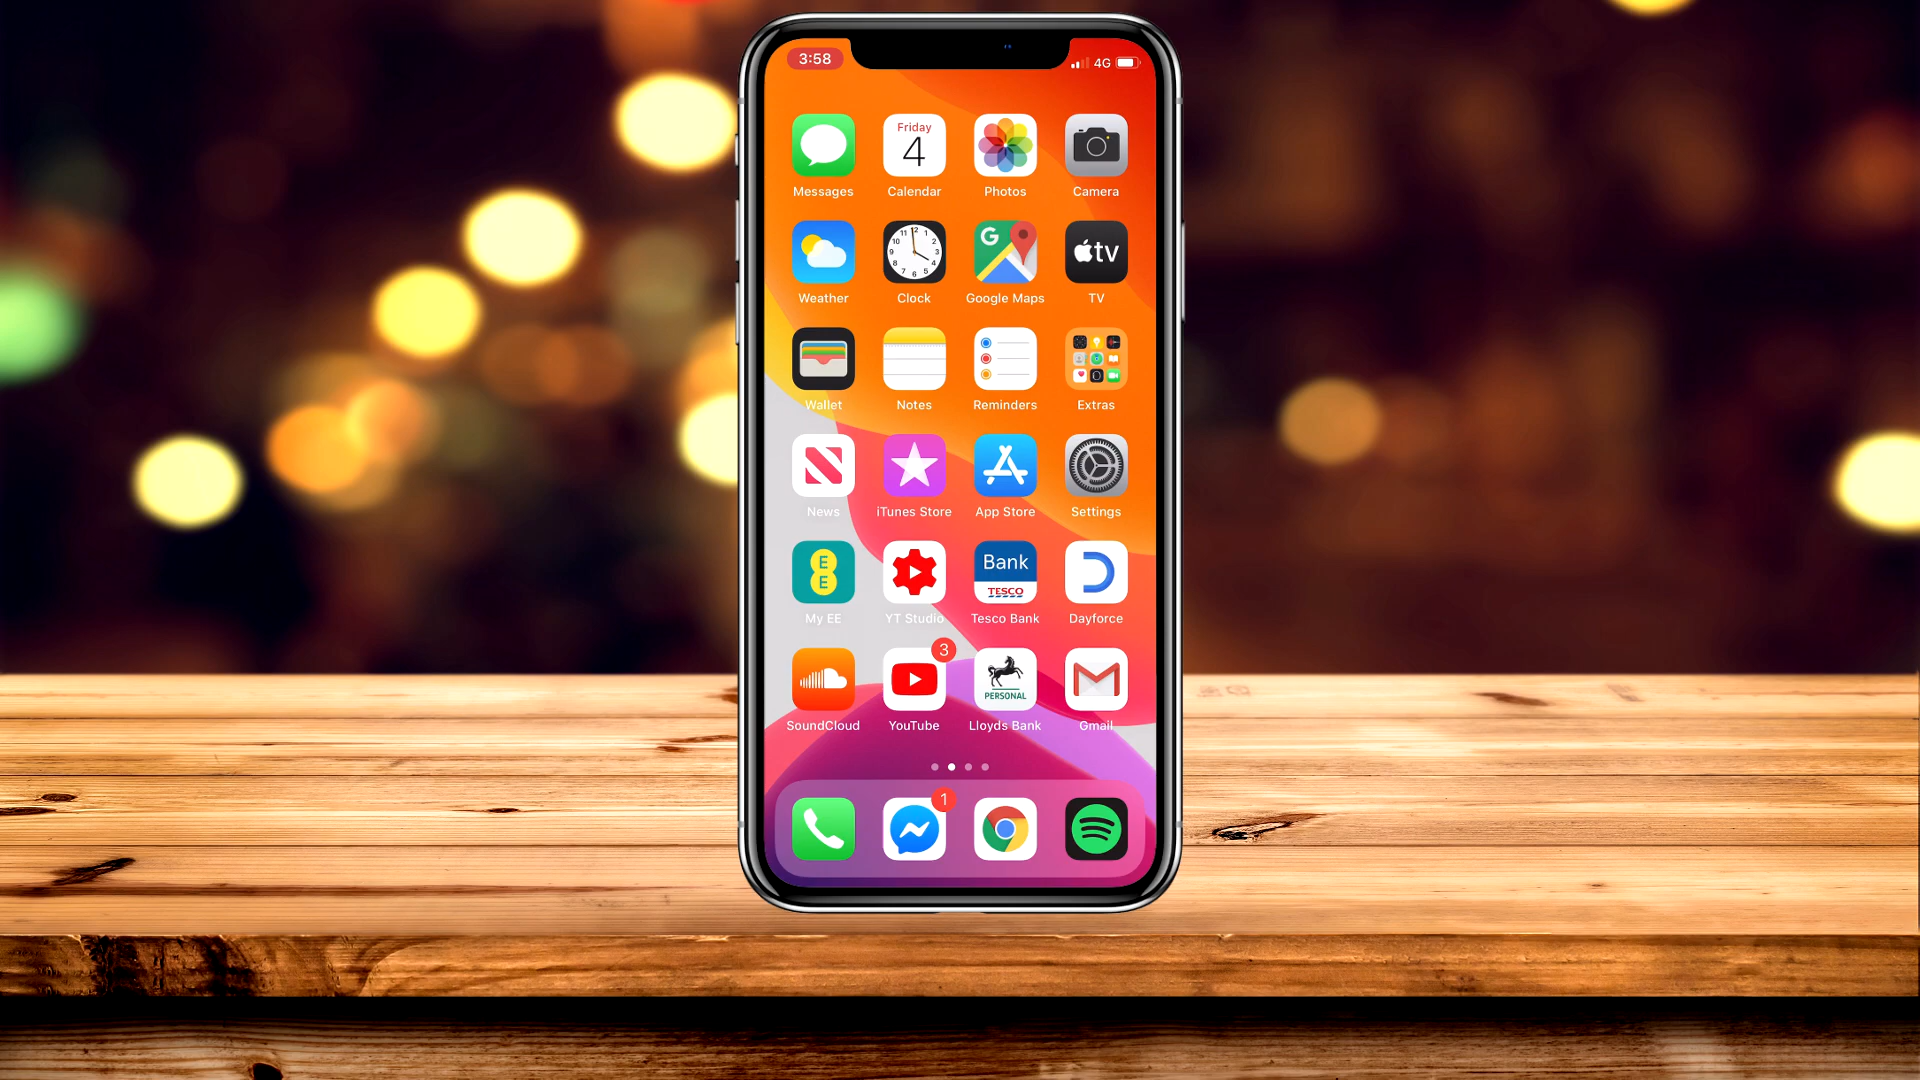 3:58
4G
Friday
4
Messages
Calendar
Photos
Camera
G
tv
Weather
Clock
Google Maps
TV
Wallet
Notes
Reminders
Extras
News
iTunes Store
App Store
Settings
EE
Bank
TESCO
My EE
YT Studio
Tesco Bank
Dayforce
3
PERSONAL
SoundCloud
YouTube
Lloyds Bank
Gmail
1